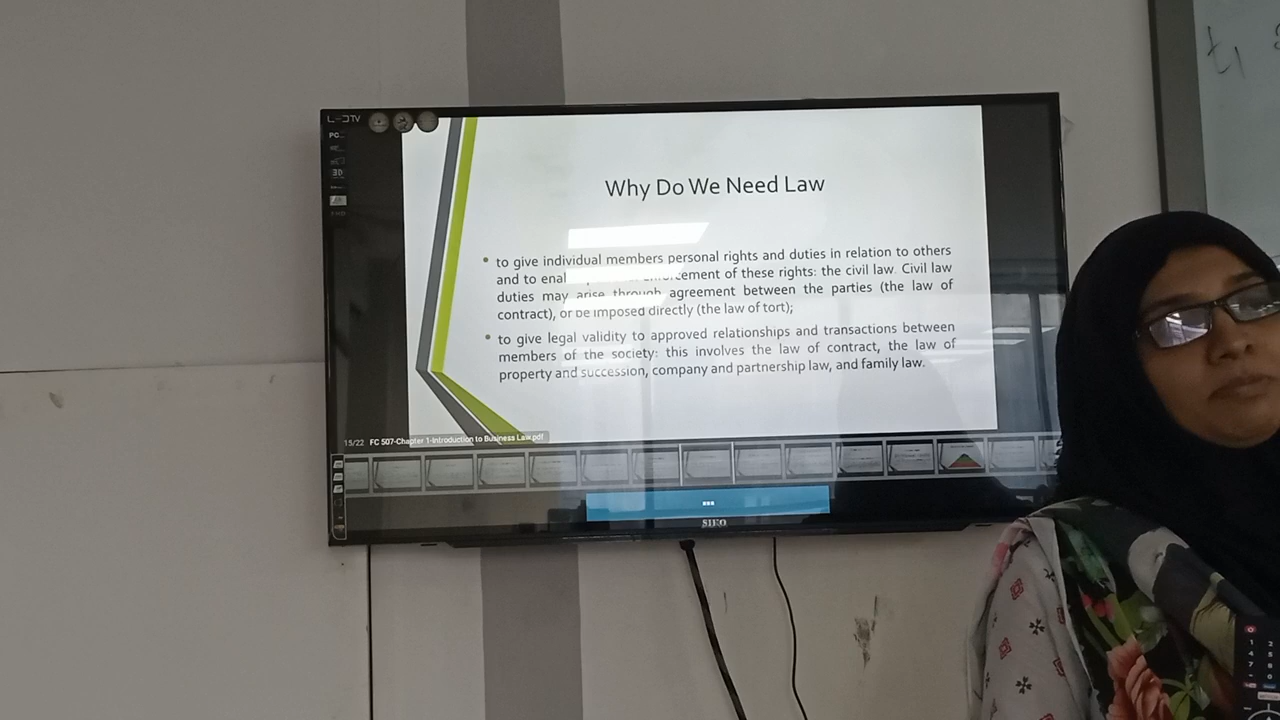 TV
PC
3D
Why Do We Need Law
to give individual members personal rights and duties in relation to others
and to enforcement of these rights: the civil law. Civil law
duties may arise through agreement between the parties (the law of
contract), or be imposed directly (the law of tort);
to give legal validity to approved relationships and transactions between
members of the society: this involves the law of contract, the law of
property and succession, company and partnership law, and family law.
15/22 FC 507-Chapter 1-Introduction to Business Law.pdf
t1